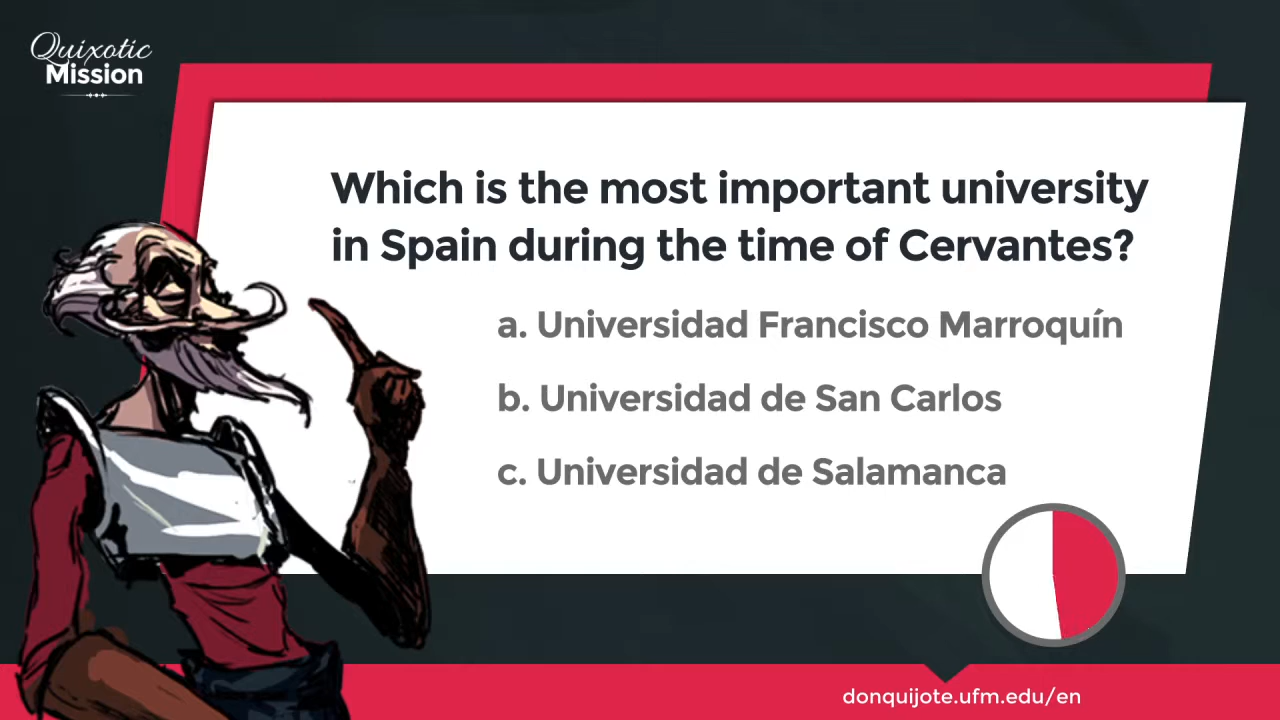 Quixotic
Mission
Which is the most important university
in Spain during the time of Cervantes?
a. Universidad Francisco Marroquín
b. Universidad de San Carlos
c. Universidad de Salamanca
donquijote.ufm.edu/en